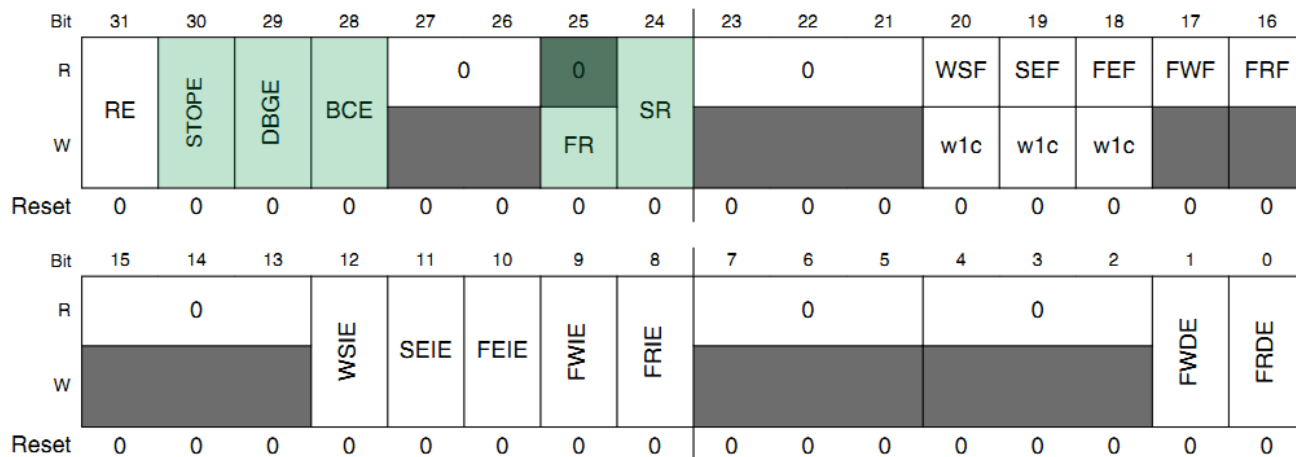 Bit 31 30 29 28 27 26 25 24 23 22 21 20 19 18 17 16
R RE STOPE DBGE BCE 0 0 SR 0 WSF SEF FEF FWF FRF
W FR w1c w1c w1c
Reset 0 0 0 0 0 0 0 0 0 0 0 0 0 0 0 0
Bit 15 14 13 12 11 10 9 8 7 6 5 4 3 2 1 0
R 0 WSIE SEIE FEIE FWIE FRIE 0 0 FWDE FRDE
W
Reset 0 0 0 0 0 0 0 0 0 0 0 0 0 0 0 0